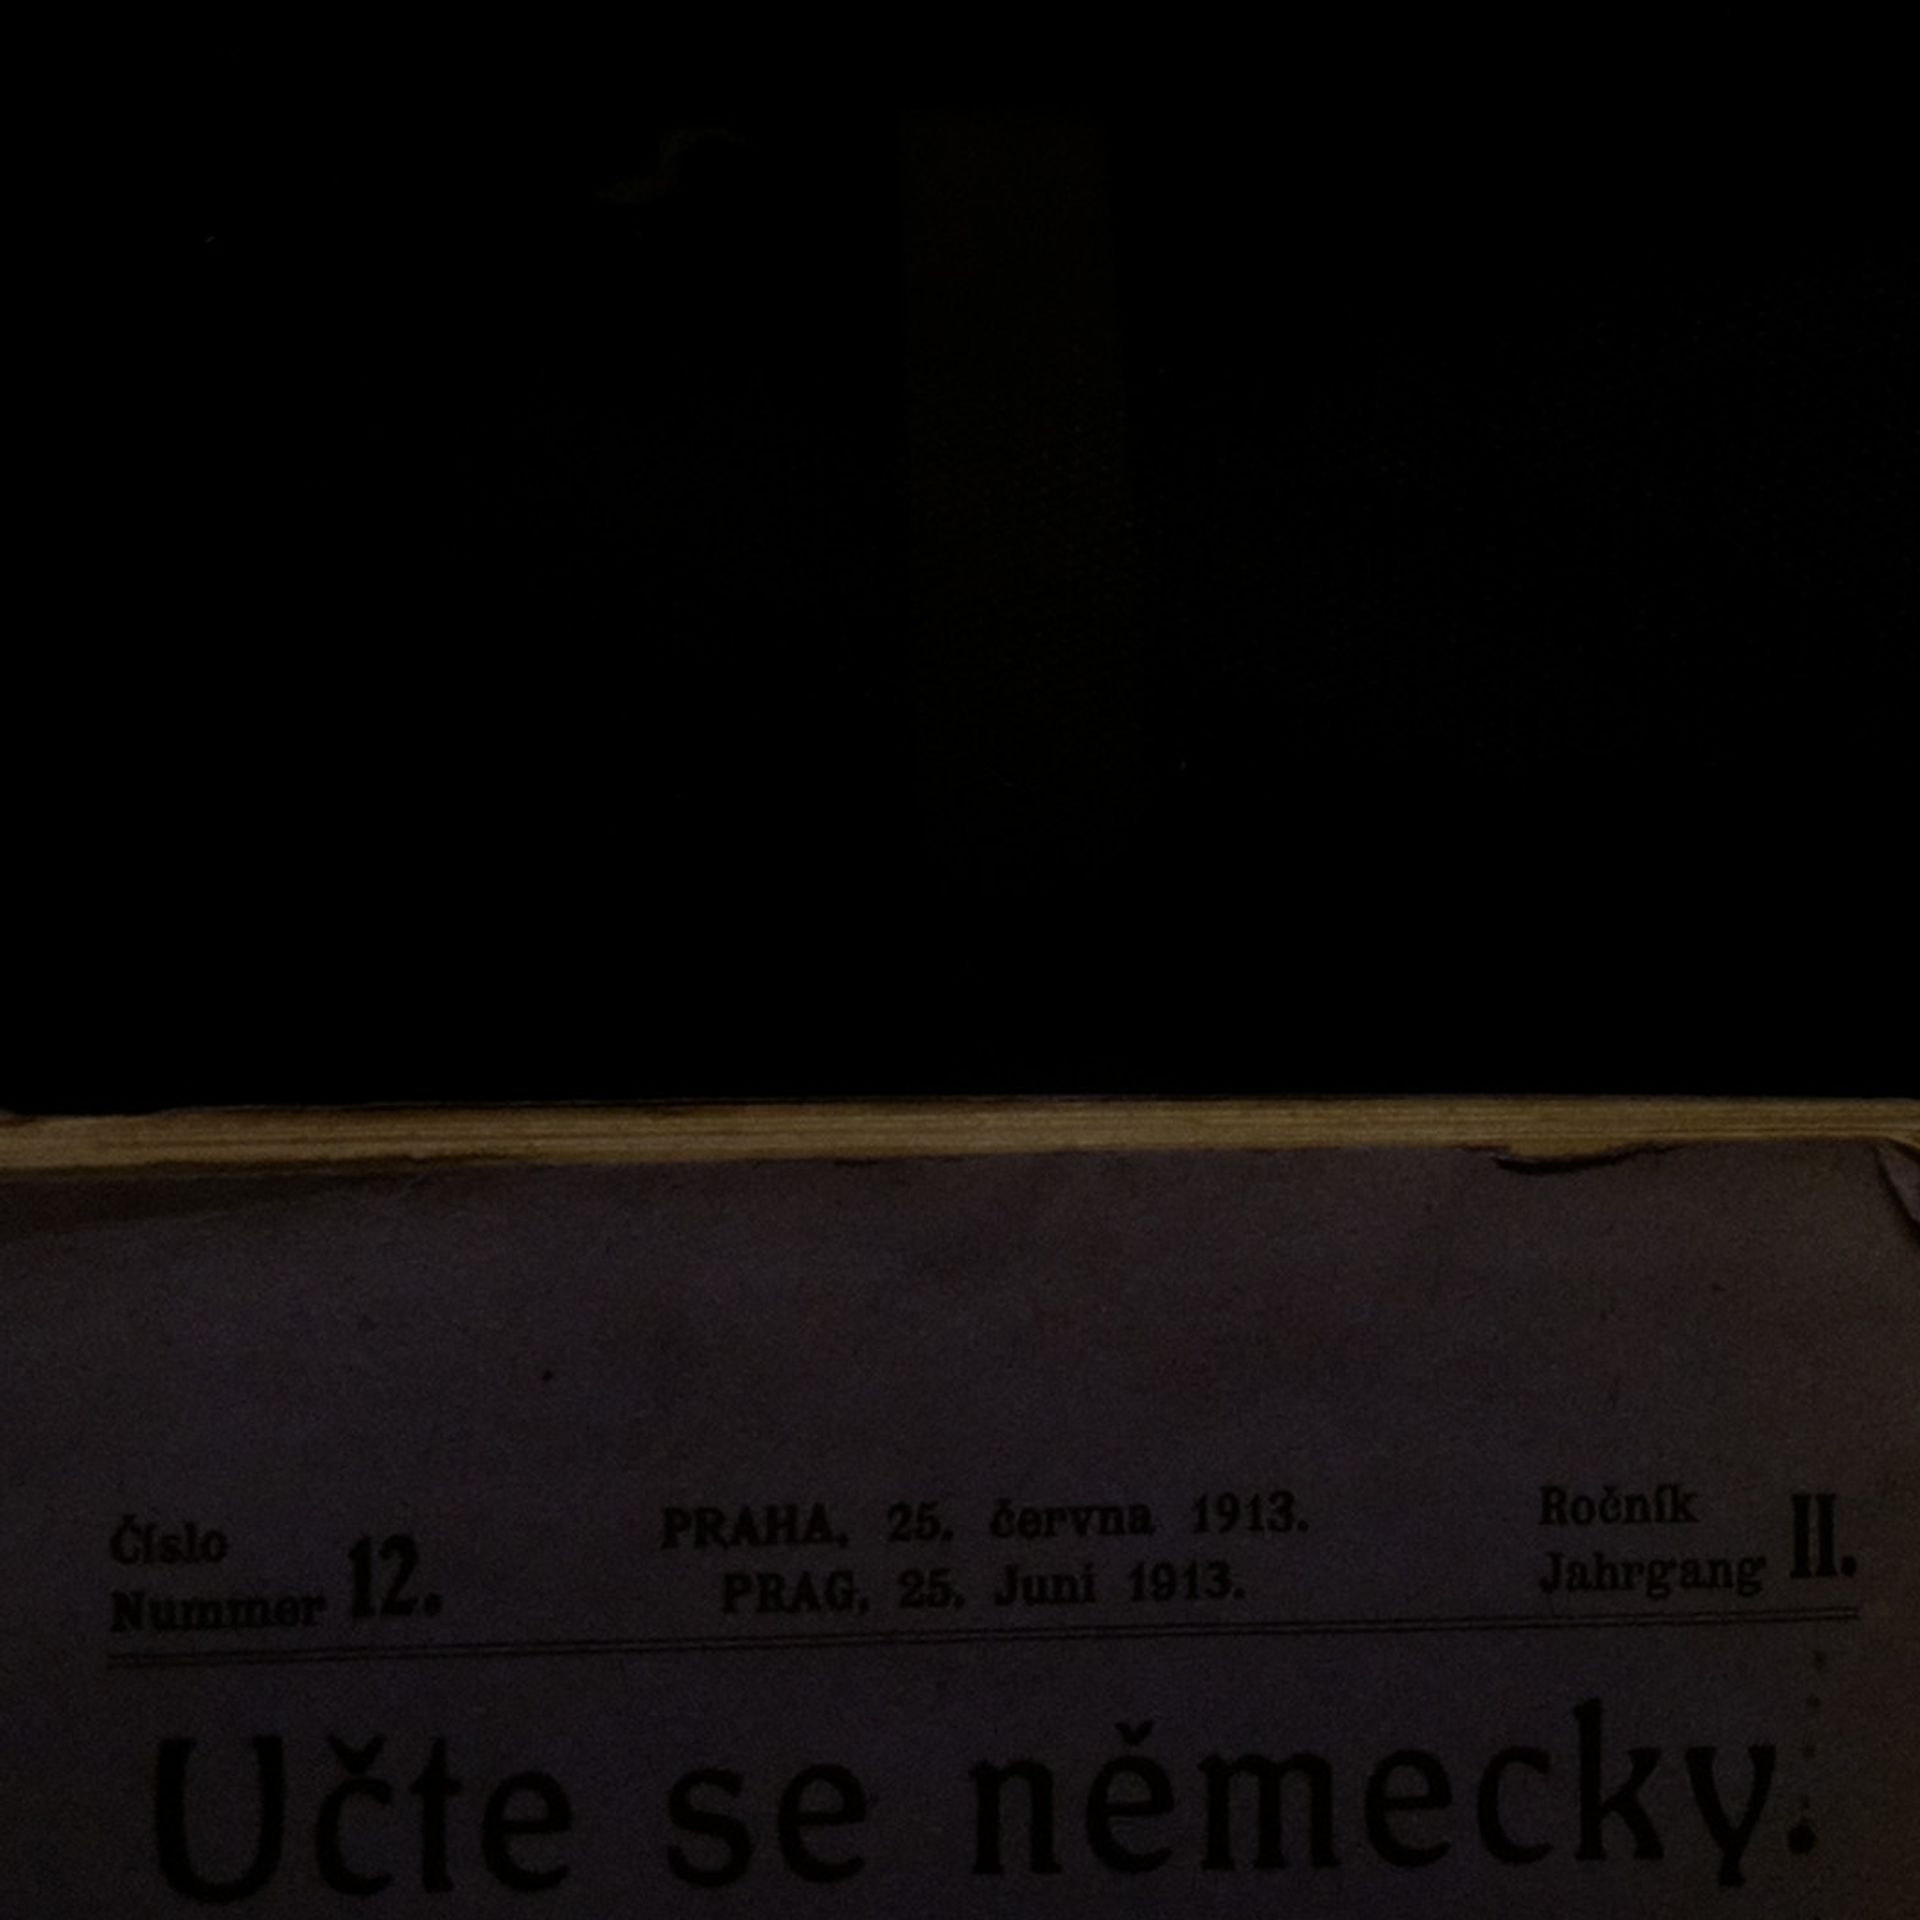 Číslo
Nummer 12.
PRAHA, 25. června 1913.
PRAG, 25. Juni 1913.
Ročník
Jahrgang II.
Učte se německy.